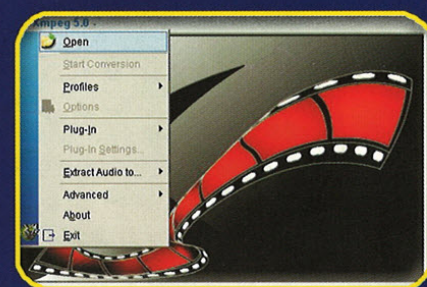 Xmpeg 5.0 -
Open
Start Conversion
Profiles
Options
Plug-In
Plug-In Settings...
Extract Audio to...
Advanced
About
Exit